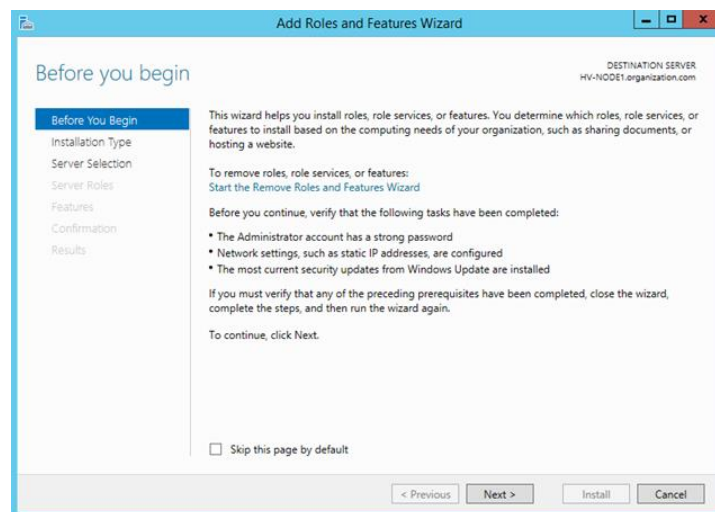 Add Roles and Features Wizard
Before you begin
DESTINATION SERVER
HV-NODE1.organization.com
Before You Begin
Installation Type
Server Selection
Server Roles
Features
Confirmation
Results
This wizard helps you install roles, role services, or features. You determine which roles, role services, or
features to install based on the computing needs of your organization, such as sharing documents, or
hosting a website.
To remove roles, role services, or features:
Start the Remove Roles and Features Wizard
Before you continue, verify that the following tasks have been completed:
• The Administrator account has a strong password
• Network settings, such as static IP addresses, are configured
• The most current security updates from Windows Update are installed
If you must verify that any of the preceding prerequisites have been completed, close the wizard,
complete the steps, and then run the wizard again.
To continue, click Next.
Skip this page by default
< Previous Next > Install Cancel